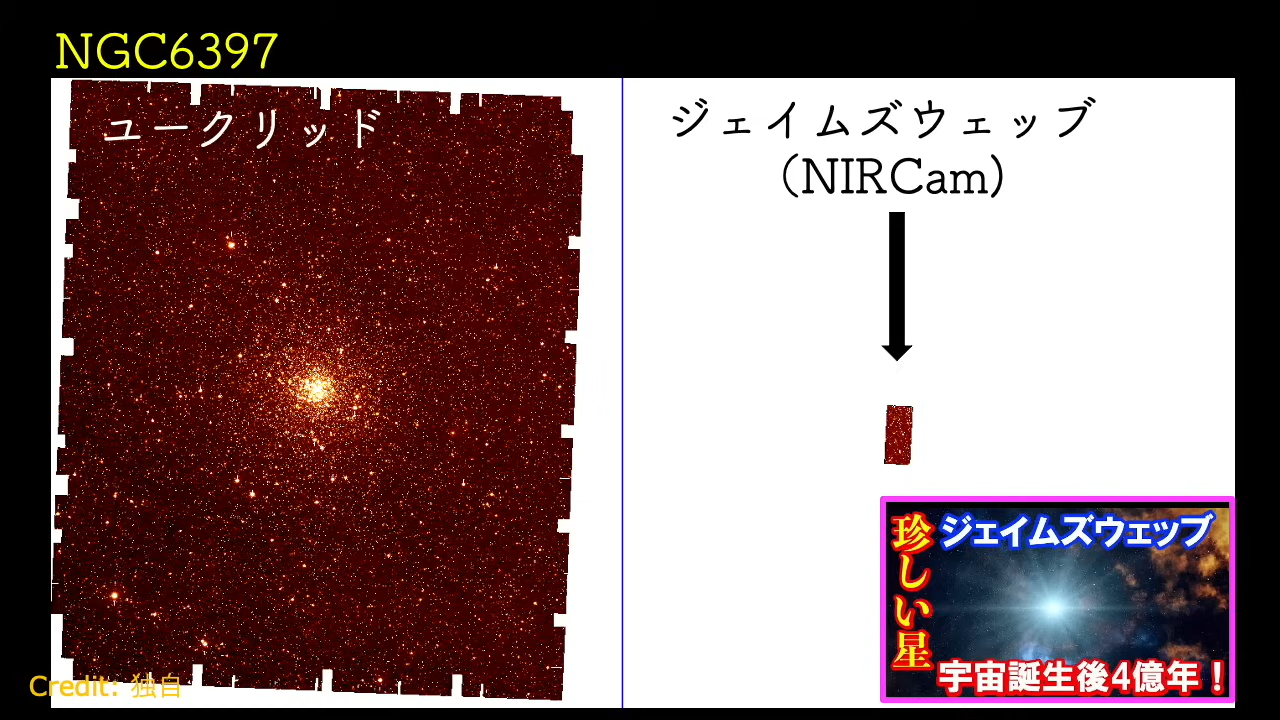 NGC6397
ユークリッド
ジェイムズウェッブ
(NIRCam)
珍しい星
ジェイムズウェッブ
宇宙誕生後4億年！
Credit: 独自